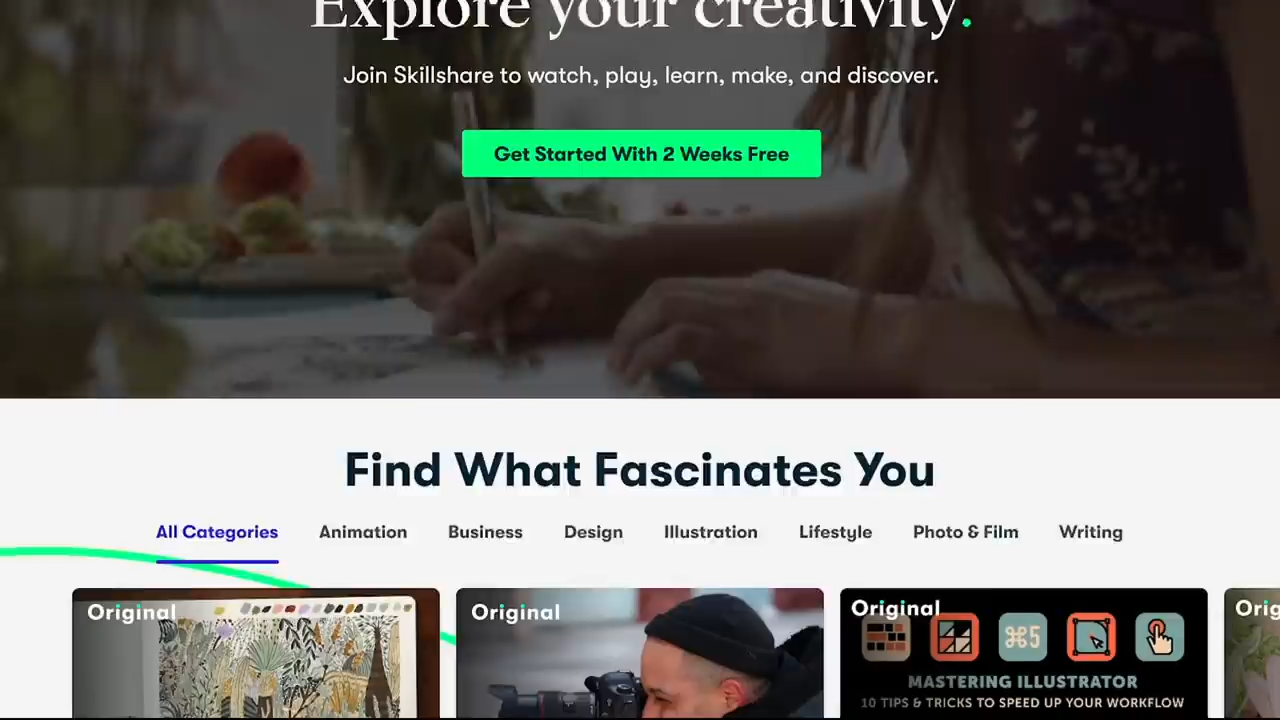 Explore your creativity.
Join Skillshare to watch, play, learn, make, and discover.
Get Started With 2 Weeks Free
Find What Fascinates You
All Categories Animation Business Design Illustration Lifestyle Photo & Film Writing
Original Original Original Orig
⌘5
MASTERING ILLUSTRATOR
10 TIPS & TRICKS TO SPEED UP YOUR WORKFLOW